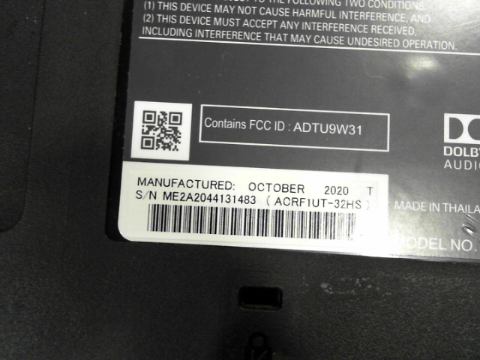 (1) THIS DEVICE MAY NOT CAUSE HARMFUL INTERFERENCE, AND
(2) THIS DEVICE MUST ACCEPT ANY INTERFERENCE RECEIVED,
INCLUDING INTERFERENCE THAT MAY CAUSE UNDESIRED OPERATION.
Contains FCC ID : ADTU9W31
DOLBY
AUDIO
MANUFACTURED: OCTOBER 2020 T
S/N ME2A2044131483 ( ACRF1UT-32HS )
MADE IN THAILA
MODEL NO.